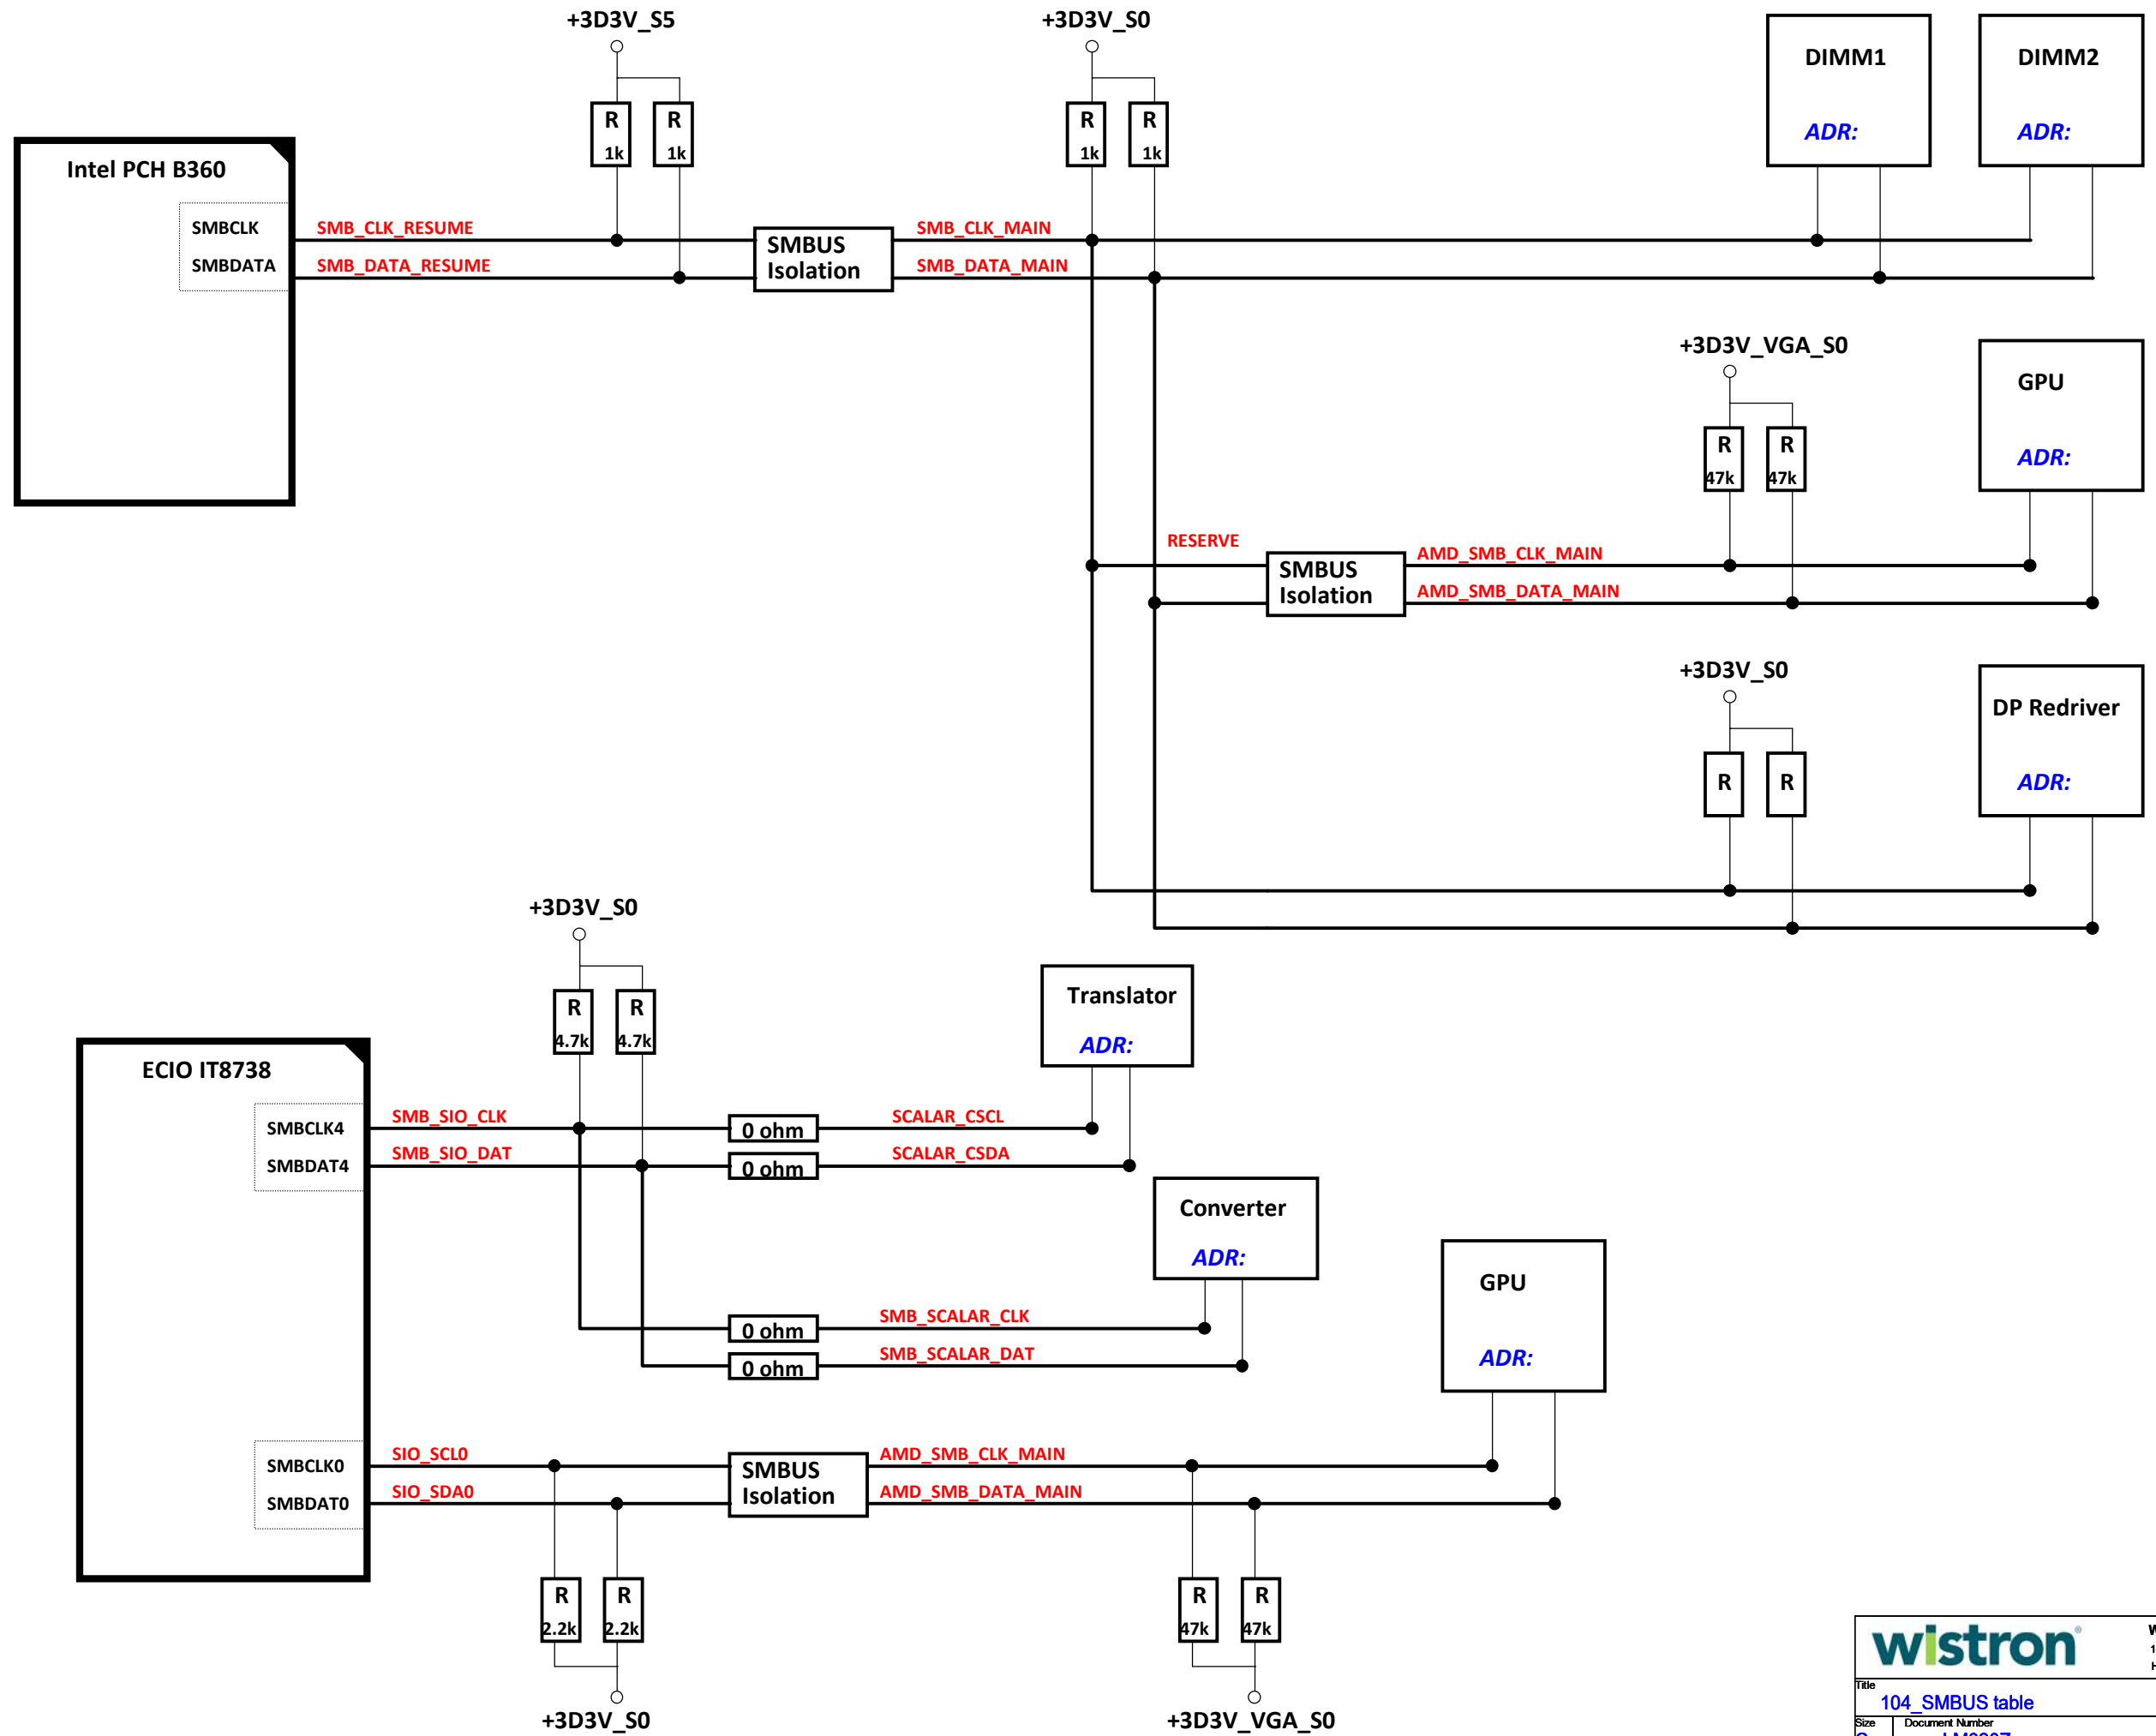 +3D3V_S5
+3D3V_S0
DIMM1
DIMM2
R
R
R
R
1k
1k
1k
1k
ADR:
ADR:
Intel PCH B360
SMBCLK
SMB_CLK_RESUME
SMBUS
Isolation
SMB_CLK_MAIN
SMBDATA
SMB_DATA_RESUME
SMB_DATA_MAIN
+3D3V_VGA_S0
GPU
R
R
47k
47k
ADR:
RESERVE
SMBUS
Isolation
AMD_SMB_CLK_MAIN
AMD_SMB_DATA_MAIN
+3D3V_S0
DP Redriver
R
R
ADR:
+3D3V_S0
R
R
4.7k
4.7k
Translator
ADR:
ECIO IT8738
SMBCLK4
SMB_SIO_CLK
0 ohm
SCALAR_CSCL
SMBDAT4
SMB_SIO_DAT
0 ohm
SCALAR_CSDA
Converter
ADR:
0 ohm
SMB_SCALAR_CLK
0 ohm
SMB_SCALAR_DAT
GPU
ADR:
SMBCLK0
SIO_SCL0
SMBUS
Isolation
AMD_SMB_CLK_MAIN
SMBDAT0
SIO_SDA0
AMD_SMB_DATA_MAIN
R
R
2.2k
2.2k
R
R
47k
47k
+3D3V_S0
+3D3V_VGA_S0
wistron®
Title
104_SMBUS table
Size
Document Number